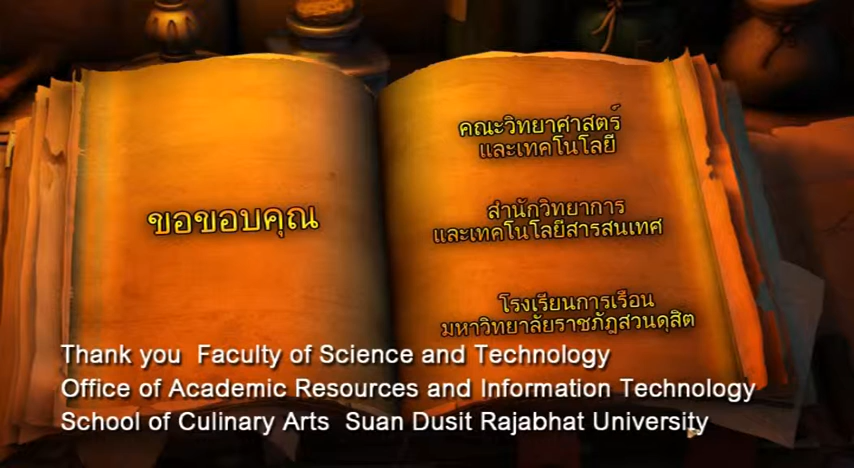 ขอขอบคุณ
คณะวิทยาศาสตร์
และเทคโนโลยี
สำนักวิทยาการ
และเทคโนโลยีสารสนเทศ
โรงเรียนการเรือน
มหาวิทยาลัยราชภัฎสวนดุสิต
Thank you Faculty of Science and Technology
Office of Academic Resources and Information Technology
School of Culinary Arts Suan Dusit Rajabhat University